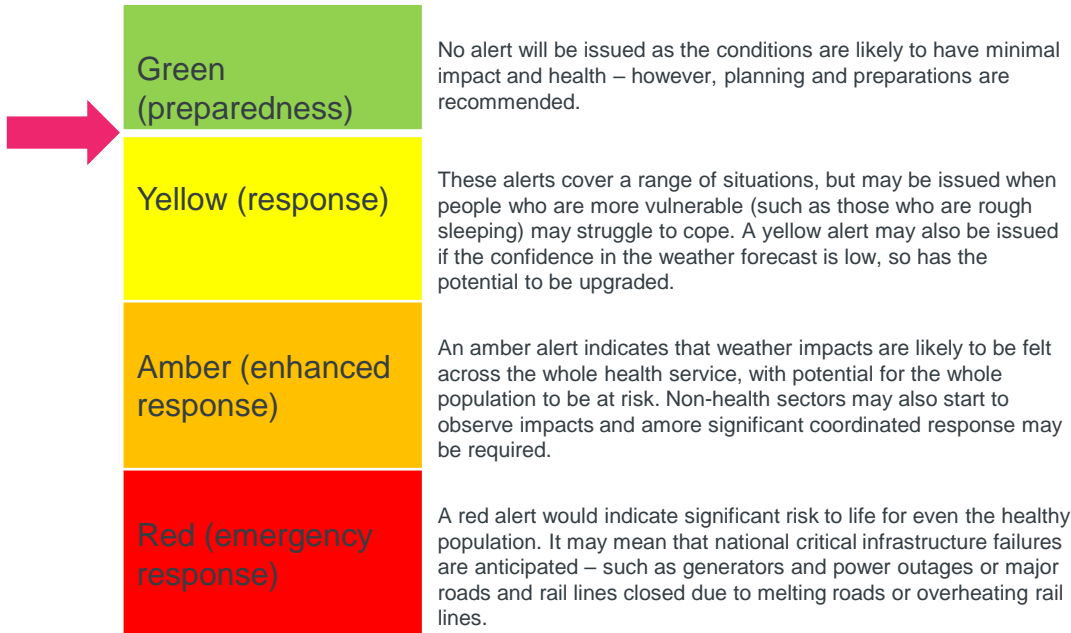 Green
(preparedness)
No alert will be issued as the conditions are likely to have minimal
impact and health – however, planning and preparations are
recommended.
Yellow (response)
These alerts cover a range of situations, but may be issued when
people who are more vulnerable (such as those who are rough
sleeping) may struggle to cope. A yellow alert may also be issued
if the confidence in the weather forecast is low, so has the
potential to be upgraded.
Amber (enhanced
response)
An amber alert indicates that weather impacts are likely to be felt
across the whole health service, with potential for the whole
population to be at risk. Non-health sectors may also start to
observe impacts and amore significant coordinated response may
be required.
Red (emergency
response)
A red alert would indicate significant risk to life for even the healthy
population. It may mean that national critical infrastructure failures
are anticipated – such as generators and power outages or major
roads and rail lines closed due to melting roads or overheating rail
lines.